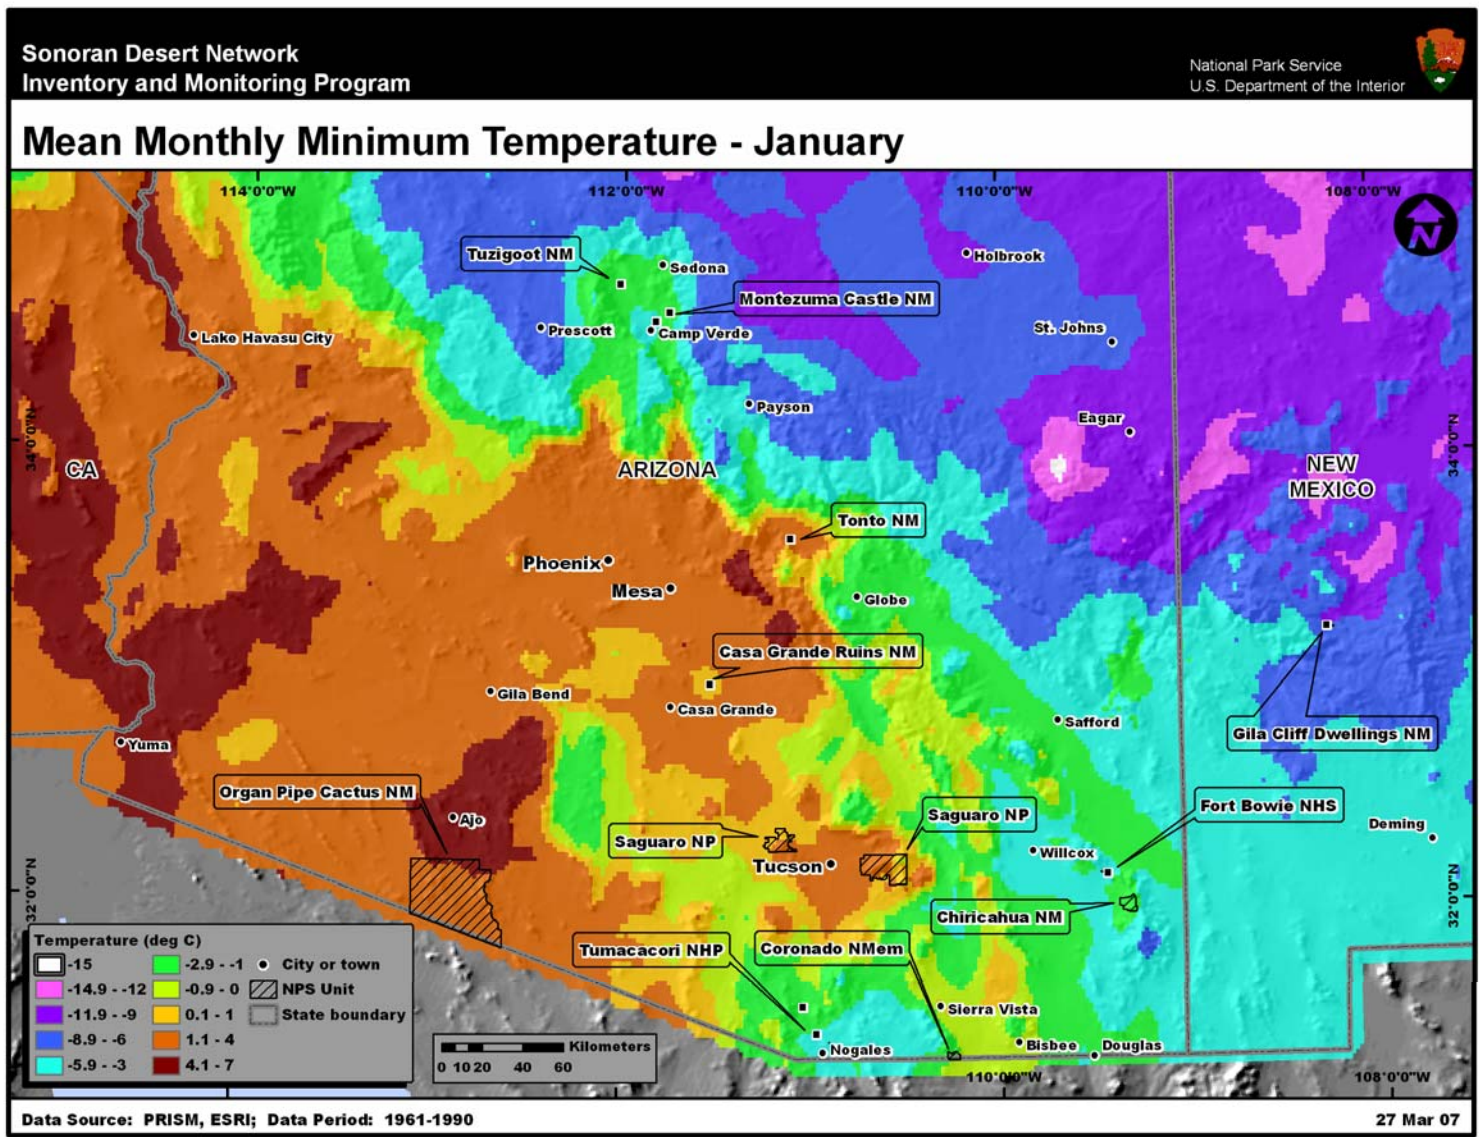 Sonoran Desert Network
Inventory and Monitoring Program
National Park Service
U.S. Department of the Interior
Mean Monthly Minimum Temperature - January
114°0'0"W
112°0'0"W
110°0'0"W
108°0'0"W
N
Tuzigoot NM
Sedona
Holbrook
Montezuma Castle NM
Lake Havasu City
Prescott
Camp Verde
St. Johns
Payson
Eagar
34°0'0"N
34°0'0"N
CA
ARIZONA
NEW
MEXICO
Tonto NM
Phoenix
Mesa
Globe
Casa Grande Ruins NM
Gila Bend
Casa Grande
Safford
Gila Cliff Dwellings NM
Yuma
Organ Pipe Cactus NM
Ajo
Saguaro NP
Saguaro NP
Fort Bowie NHS
Deming
Willcox
Tucson
32°0'0"N
32°0'0"N
Chiricahua NM
Tumacacori NHP
Coronado NMem
Sierra Vista
Nogales
Bisbee
Douglas
Temperature (deg C)
-15
-14.9 - -12
-11.9 - -9
-8.9 - -6
-5.9 - -3
-2.9 - -1
-0.9 - 0
0.1 - 1
1.1 - 4
4.1 - 7
City or town
NPS Unit
State boundary
Kilometers
0 10 20 40 60
110°0'0"W
108°0'0"W
Data Source: PRISM, ESRI; Data Period: 1961-1990
27 Mar 07